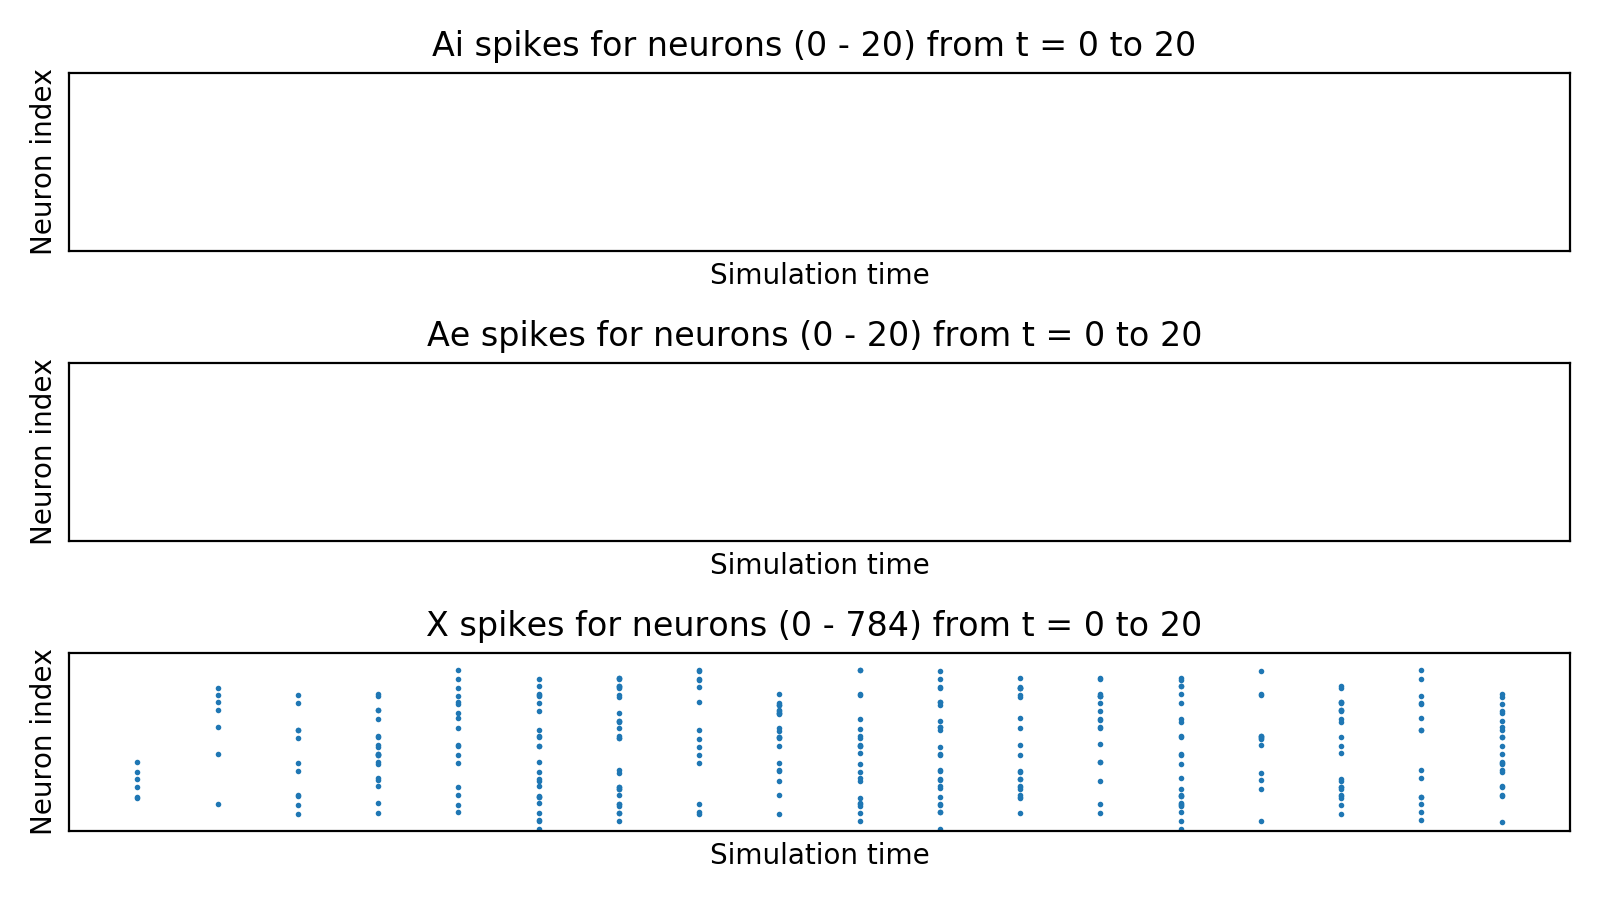 Ai spikes for neurons (0 - 20) from t = 0 to 20
Neuron index
Simulation time
Ae spikes for neurons (0 - 20) from t = 0 to 20
Neuron index
Simulation time
X spikes for neurons (0 - 784) from t = 0 to 20
Neuron index
Simulation time